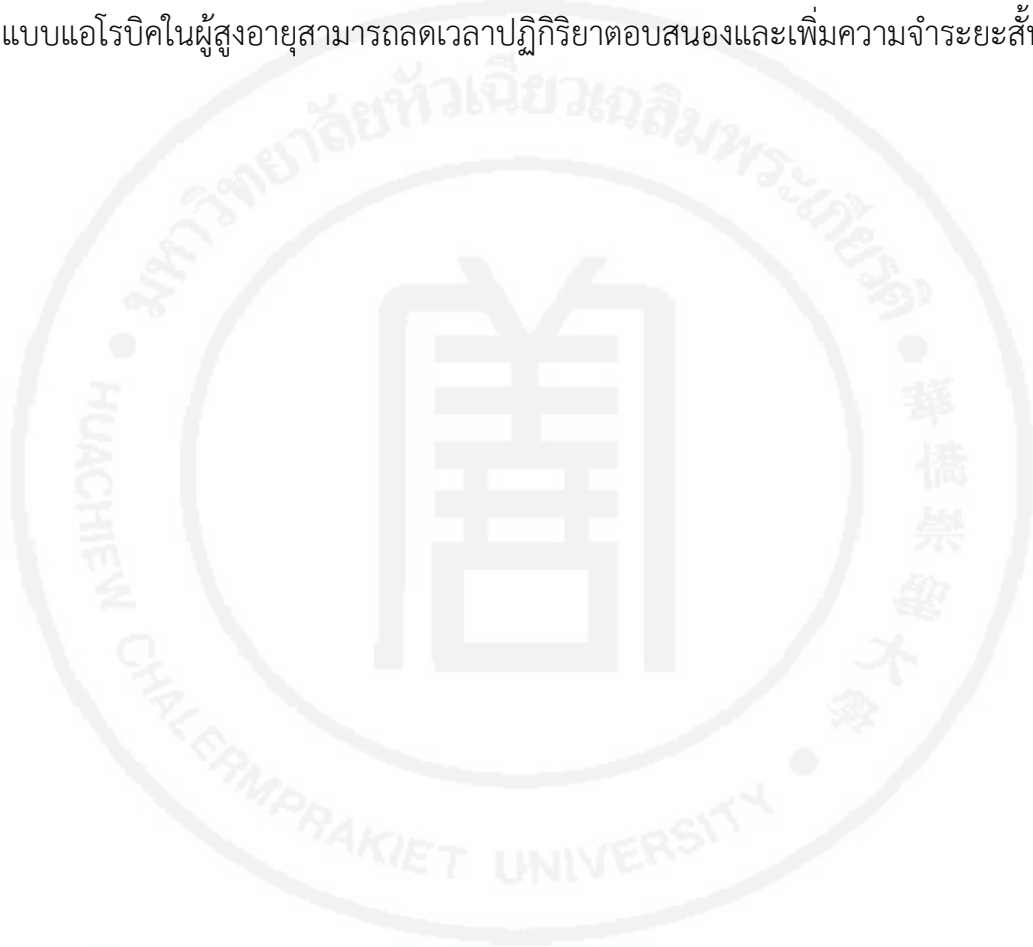 แบบแอโรบิคในผู้สูงอายุสามารถลดเวลาปฏิกิริยาตอบสนองและเพิ่มความจำระยะสั้น
มหาวิทยาลัยหัวเฉียวเฉลิมพระเกียรติ
華僑崇聖大學
HUACHIEW CHALERMPRAKIET UNIVERSITY